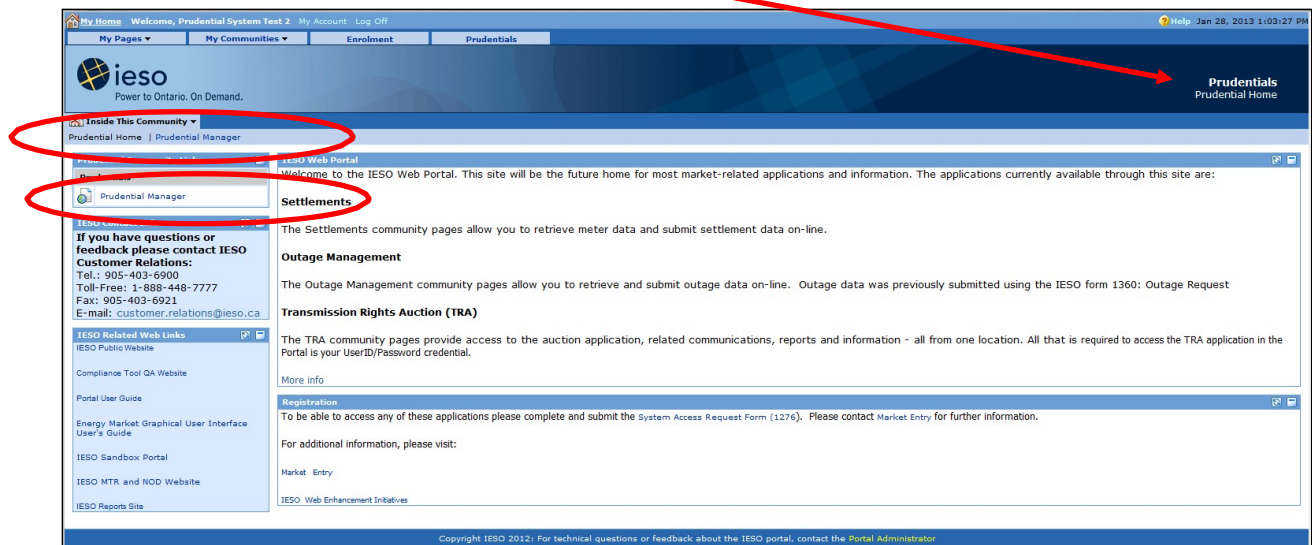 My Home Welcome, Prudential System Test 2 My Account Log Off
Help Jan 28, 2013 1:03:27 PM
My Pages My Communities Enrolment Prudentials
ieso
Power to Ontario. On Demand.
Prudentials
Prudential Home
Inside This Community
Prudential Home | Prudential Manager
Prudential Manager
If you have questions or
feedback please contact IESO
Customer Relations:
Tel.: 905-403-6900
Toll-Free: 1-888-448-
7777
Fax: 905-403-6921
E-mail: customer.relations@ieso.ca
IESO Related Web Links
IESO Public Website
Compliance Tool QA Website
Portal User Guide
Energy Market Graphical User Interface
User's Guide
IESO Sandbox Portal
IESO MTR and NOD Website
IESO Reports Site
IESO Web Portal
Welcome to the IESO Web Portal. This site will be the future home for most market-related applications and information. The applications currently available through this site are:
Settlements
The Settlements community pages allow you to retrieve meter data and submit settlement data on-line.
Outage Management
The Outage Management community pages allow you to retrieve and submit outage data on-line. Outage data was previously submitted using the IESO form 1360: Outage Request
Transmission Rights Auction (TRA)
The TRA community pages provide access to the auction application, related communications, reports and information - all from one location. All that is required to access the TRA application in the
Portal is your UserID/Password credential.
More info
Registration
To be able to access any of these applications please complete and submit the System Access Request Form (1276). Please contact Market Entry for further information.
For additional information, please visit:
Market Entry
IESO Web Enhancement Initiatives
Copyright IESO 2012: For technical questions or feedback about the IESO portal, contact the Portal Administrator